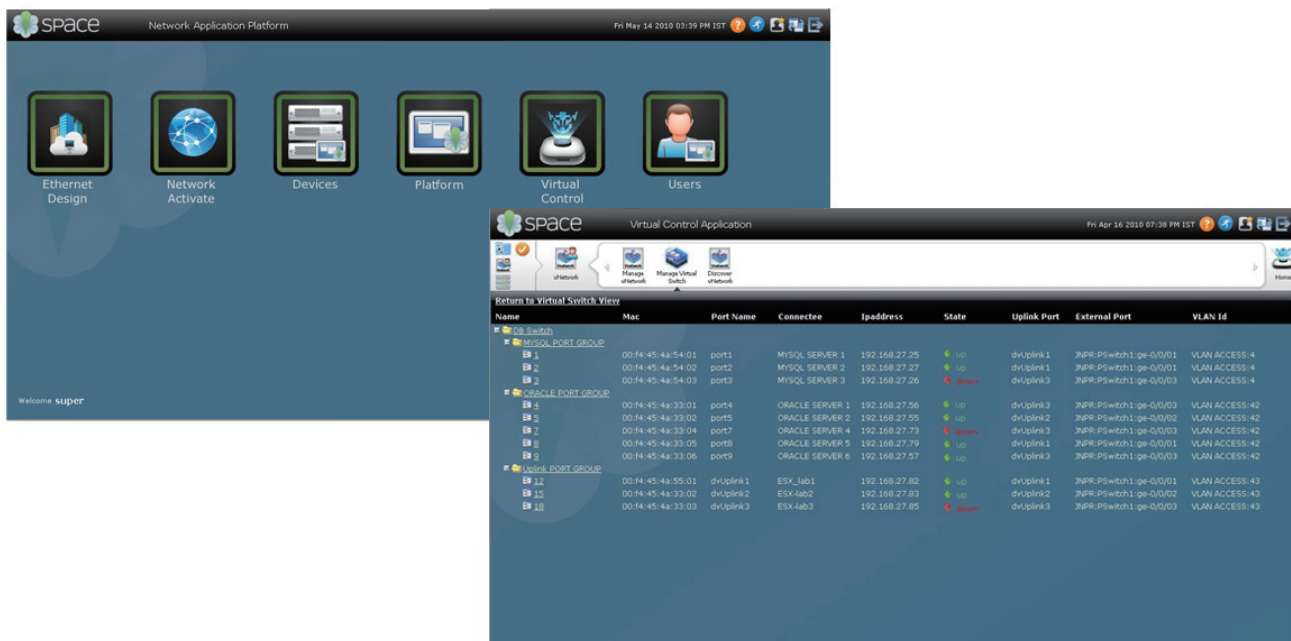 SPACE Network Application Platform Fri May 14 2010 03:39 PM IST
Ethernet Design
Network Activate
Devices
Platform
Virtual Control
Users
Welcome super
SPACE Virtual Control Application Fri Apr 16 2010 07:38 PM IST
vNetwork
Manage vNetwork
Manage Virtual Switch
Discover vNetwork
Home
Return to Virtual Switch View
Name Mac Port Name Connectee Ipaddress State Uplink Port External Port VLAN Id
DB Switch
MYSQL PORT GROUP
1 00:f4:45:4a:54:01 port1 MYSQL SERVER 1 192.168.27.25 up dvUplink1 JNPR:PSwitch1:ge-0/0/01 VLAN ACCESS:4
2 00:f4:45:4a:54:02 port2 MYSQL SERVER 2 192.168.27.27 up dvUplink1 JNPR:PSwitch1:ge-0/0/01 VLAN ACCESS:4
3 00:f4:45:4a:54:03 port3 MYSQL SERVER 3 192.168.27.26 down dvUplink3 JNPR:PSwitch1:ge-0/0/03 VLAN ACCESS:4
ORACLE PORT GROUP
4 00:f4:45:4a:33:01 port4 ORACLE SERVER 1 192.168.27.56 up dvUplink3 JNPR:PSwitch1:ge-0/0/03 VLAN ACCESS:42
5 00:f4:45:4a:33:02 port5 ORACLE SERVER 2 192.168.27.55 up dvUplink2 JNPR:PSwitch1:ge-0/0/02 VLAN ACCESS:42
7 00:f4:45:4a:33:04 port7 ORACLE SERVER 4 192.168.27.73 down dvUplink3 JNPR:PSwitch1:ge-0/0/03 VLAN ACCESS:42
8 00:f4:45:4a:33:05 port8 ORACLE SERVER 5 192.168.27.79 up dvUplink1 JNPR:PSwitch1:ge-0/0/01 VLAN ACCESS:42
9 00:f4:45:4a:33:06 port9 ORACLE SERVER 6 192.168.27.57 up dvUplink3 JNPR:PSwitch1:ge-0/0/03 VLAN ACCESS:42
Uplink PORT GROUP
12 00:f4:45:4a:55:01 dvUplink1 ESX_lab1 192.168.27.82 up dvUplink1 JNPR:PSwitch1:ge-0/0/01 VLAN ACCESS:43
15 00:f4:45:4a:33:02 dvUplink2 ESX-lab2 192.168.27.83 up dvUplink2 JNPR:PSwitch1:ge-0/0/02 VLAN ACCESS:43
18 00:f4:45:4a:33:03 dvUplink3 ESX-lab3 192.168.27.85 down dvUplink3 JNPR:PSwitch1:ge-0/0/03 VLAN ACCESS:43